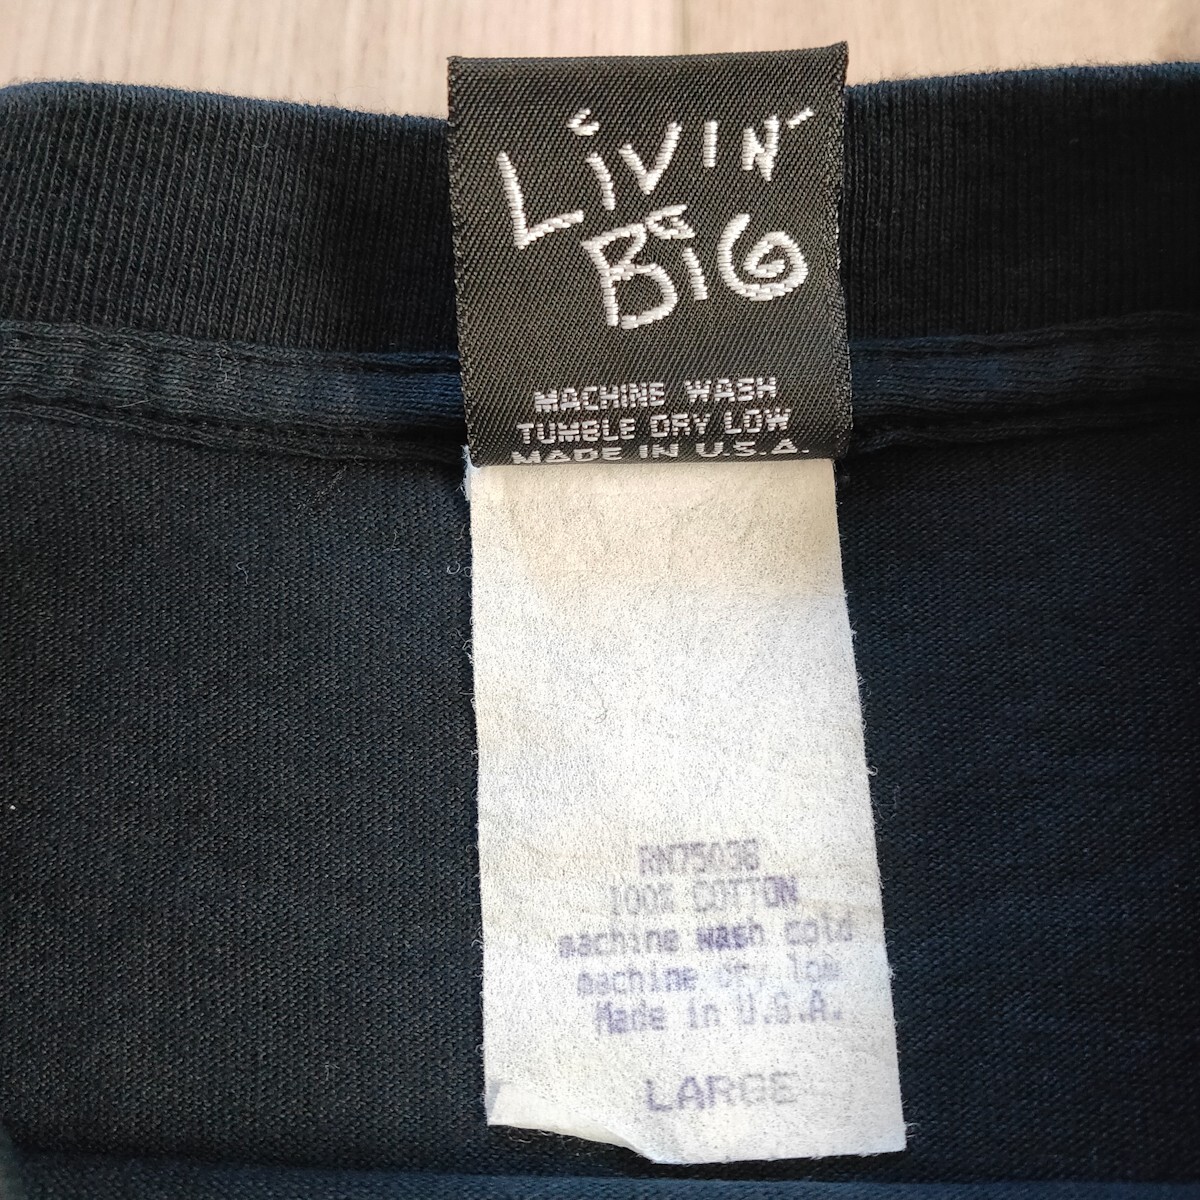 LiViN'
BiG
MACHINE WASH
TUMBLE DRY LOW
MADE IN U.S.A.
RN75036
100% COTTON
machine wash cold
machine dry low
Made in U.S.A.
LARGE